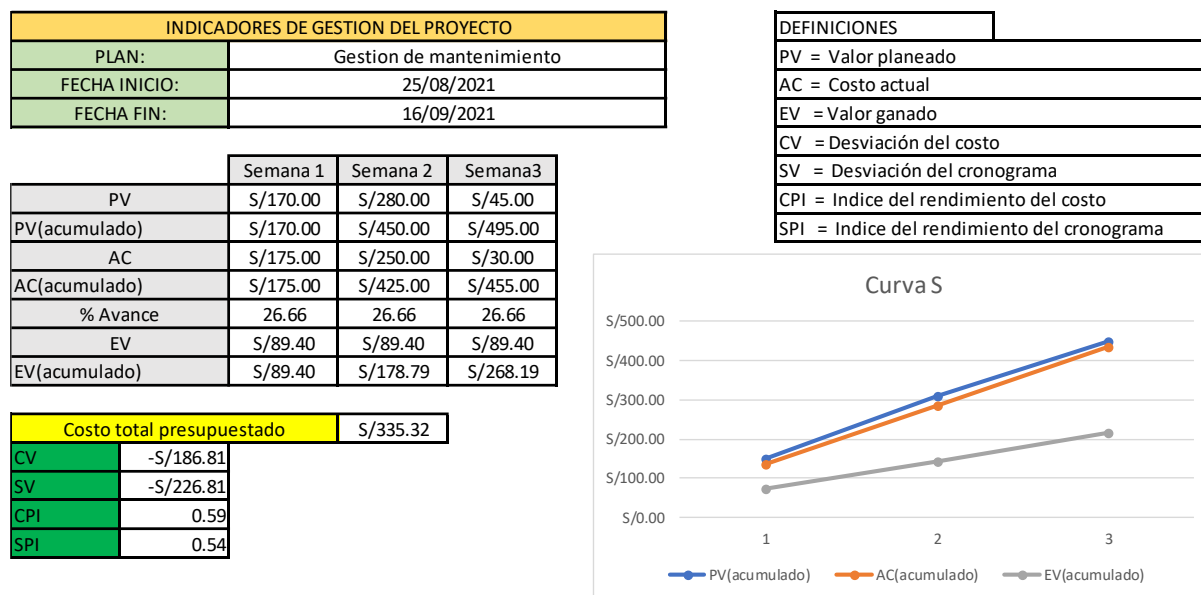 INDICADORES DE GESTION DEL PROYECTO
PLAN: Gestion de mantenimiento
FECHA INICIO: 25/08/2021
FECHA FIN: 16/09/2021
DEFINICIONES
PV = Valor planeado
AC = Costo actual
EV = Valor ganado
CV = Desviación del costo
SV = Desviación del cronograma
CPI = Indice del rendimiento del costo
SPI = Indice del rendimiento del cronograma
Semana 1 Semana 2 Semana3
PV S/170.00 S/280.00 S/45.00
PV(acumulado) S/170.00 S/450.00 S/495.00
AC S/175.00 S/250.00 S/30.00
AC(acumulado) S/175.00 S/425.00 S/455.00
% Avance 26.66 26.66 26.66
EV S/89.40 S/89.40 S/89.40
EV(acumulado) S/89.40 S/178.79 S/268.19
Costo total presupuestado S/335.32
CV -S/186.81
SV -S/226.81
CPI 0.59
SPI 0.54
Curva S
S/500.00
S/400.00
S/300.00
S/200.00
S/100.00
S/0.00
1 2 3
PV(acumulado) AC(acumulado) EV(acumulado)